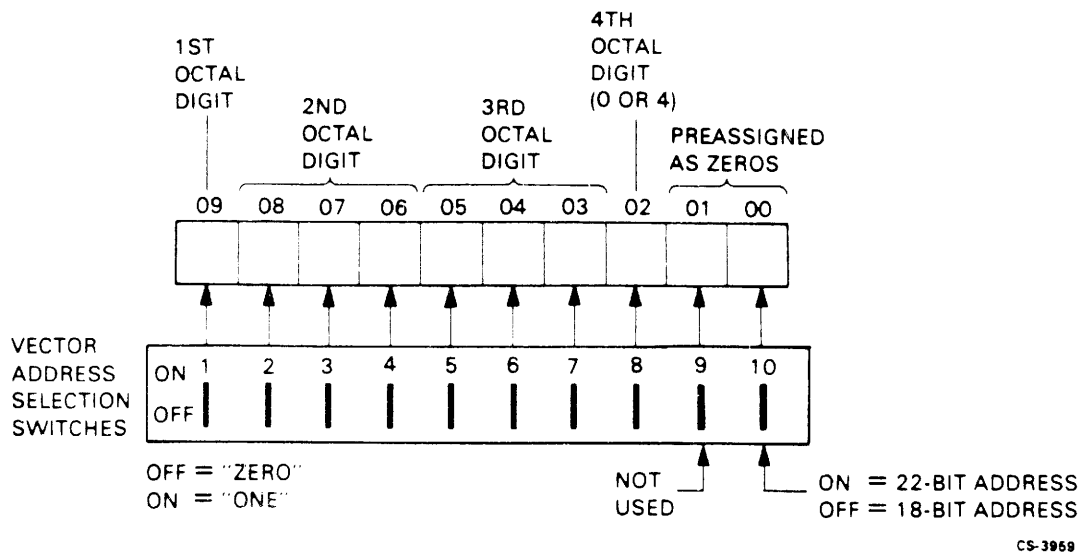 1ST
OCTAL
DIGIT
2ND
OCTAL
DIGIT
3RD
OCTAL
DIGIT
4TH
OCTAL
DIGIT
(0 OR 4)
PREASSIGNED
AS ZEROS
09 08 07 06 05 04 03 02 01 00
VECTOR
ADDRESS
SELECTION
SWITCHES
ON 1 2 3 4 5 6 7 8 9 10
OFF
OFF = "ZERO"
ON = "ONE"
NOT
USED
ON = 22-BIT ADDRESS
OFF = 18-BIT ADDRESS
CS-3959